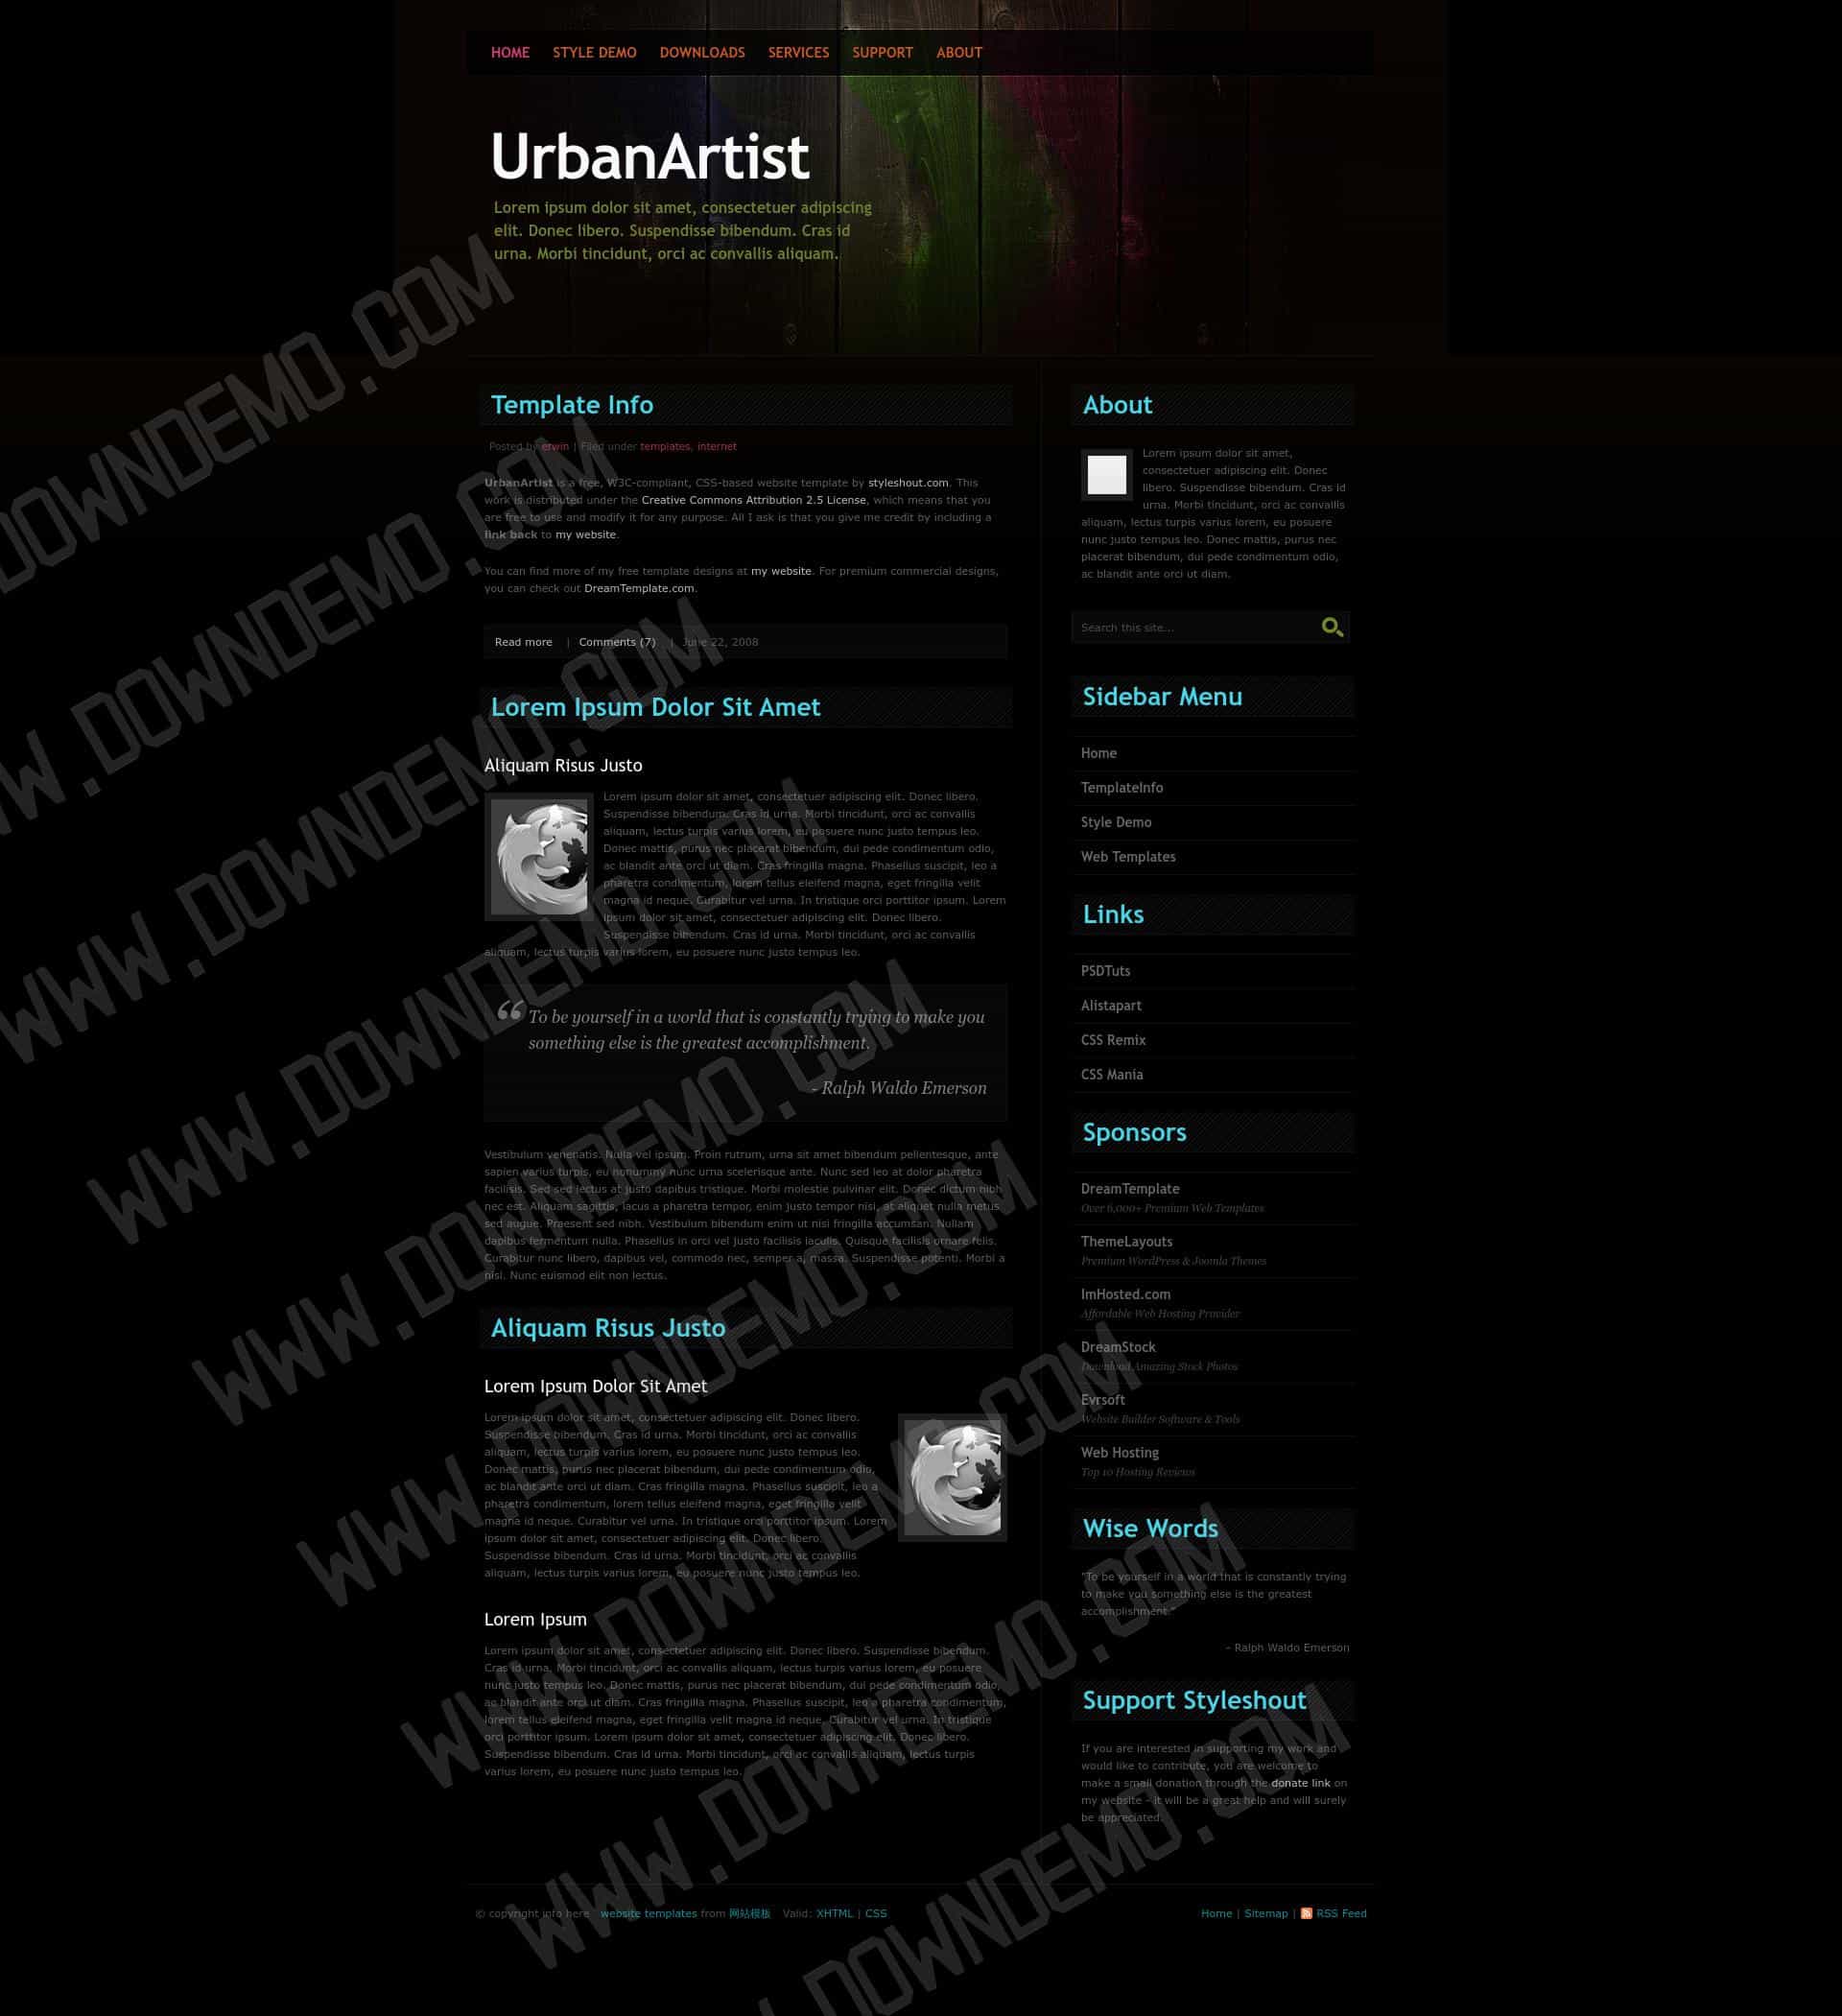 HOME STYLE DEMO DOWNLOADS SERVICES SUPPORT ABOUT
UrbanArtist
Lorem ipsum dolor sit amet, consectetuer adipiscing
elit. Donec libero. Suspendisse bibendum. Cras id
urna. Morbi tincidunt, orci ac convallis aliquam.
Template Info
Posted by erwin | Filed under templates, internet
UrbanArtist is a free, W3C-compliant, CSS-based website template by styleshout.com. This
work is distributed under the Creative Commons Attribution 2.5 License, which means that you
are free to use and modify it for any purpose. All I ask is that you give me credit by including a
link back to my website.
You can find more of my free template designs at my website. For premium commercial designs,
you can check out DreamTemplate.com.
Read more | Comments (7) | June 22, 2008
Lorem Ipsum Dolor Sit Amet
Aliquam Risus Justo
Lorem ipsum dolor sit amet, consectetuer adipiscing elit. Donec libero.
Suspendisse bibendum. Cras id urna. Morbi tincidunt, orci ac convallis
aliquam, lectus turpis varius lorem, eu posuere nunc justo tempus leo.
Donec mattis, purus nec placerat bibendum, dui pede condimentum odio,
ac blandit ante orci ut diam. Cras fringilla magna. Phasellus suscipit, leo a
pharetra condimentum, lorem tellus eleifend magna, eget fringilla velit
magna id neque. Curabitur vel urna. In tristique orci porttitor ipsum. Lorem
ipsum dolor sit amet, consectetuer adipiscing elit. Donec libero.
Suspendisse bibendum. Cras id urna. Morbi tincidunt, orci ac convallis
aliquam, lectus turpis varius lorem, eu posuere nunc justo tempus leo.
“ To be yourself in a world that is constantly trying to make you
something else is the greatest accomplishment.
- Ralph Waldo Emerson
Vestibulum venenatis. Nulla vel ipsum. Proin rutrum, urna sit amet bibendum pellentesque, ante
sapien varius turpis, eu nonummy nunc urna scelerisque ante. Nunc sed leo at dolor pharetra
facilisis. Sed sed lectus at justo dapibus tristique. Morbi molestie pulvinar elit. Donec dictum nibh
nec est. Aliquam sagittis, lacus a pharetra tempor, enim justo tempor nisi, at aliquet nulla metus
sed augue. Praesent sed nibh. Vestibulum bibendum enim ut nisi fringilla accumsan. Nullam
dapibus fermentum nulla. Phasellus in orci vel justo facilisis iaculis. Quisque facilisis ornare felis.
Curabitur nunc libero, dapibus vel, commodo nec, semper a, massa. Suspendisse potenti. Morbi a
nisi. Nunc euismod elit non lectus.
Aliquam Risus Justo
Lorem Ipsum Dolor Sit Amet
Lorem ipsum dolor sit amet, consectetuer adipiscing elit. Donec libero.
Suspendisse bibendum. Cras id urna. Morbi tincidunt, orci ac convallis
aliquam, lectus turpis varius lorem, eu posuere nunc justo tempus leo.
Donec mattis, purus nec placerat bibendum, dui pede condimentum odio,
ac blandit ante orci ut diam. Cras fringilla magna. Phasellus suscipit, leo a
pharetra condimentum, lorem tellus eleifend magna, eget fringilla velit
magna id neque. Curabitur vel urna. In tristique orci porttitor ipsum. Lorem
ipsum dolor sit amet, consectetuer adipiscing elit. Donec libero.
Suspendisse bibendum. Cras id urna. Morbi tincidunt, orci ac convallis
aliquam, lectus turpis varius lorem, eu posuere nunc justo tempus leo.
Lorem Ipsum
Lorem ipsum dolor sit amet, consectetuer adipiscing elit. Donec libero. Suspendisse bibendum.
Cras id urna. Morbi tincidunt, orci ac convallis aliquam, lectus turpis varius lorem, eu posuere
nunc justo tempus leo. Donec mattis, purus nec placerat bibendum, dui pede condimentum odio,
ac blandit ante orci ut diam. Cras fringilla magna. Phasellus suscipit, leo a pharetra condimentum,
lorem tellus eleifend magna, eget fringilla velit magna id neque. Curabitur vel urna. In tristique
orci porttitor ipsum. Lorem ipsum dolor sit amet, consectetuer adipiscing elit. Donec libero.
Suspendisse bibendum. Cras id urna. Morbi tincidunt, orci ac convallis aliquam, lectus turpis
varius lorem, eu posuere nunc justo tempus leo.
About
Lorem ipsum dolor sit amet,
consectetuer adipiscing elit. Donec
libero. Suspendisse bibendum. Cras id
urna. Morbi tincidunt, orci ac convallis
aliquam, lectus turpis varius lorem, eu posuere
nunc justo tempus leo. Donec mattis, purus nec
placerat bibendum, dui pede condimentum odio,
ac blandit ante orci ut diam.
Search this site...
Sidebar Menu
Home
TemplateInfo
Style Demo
Web Templates
Links
PSDTuts
Alistapart
CSS Remix
CSS Mania
Sponsors
DreamTemplate
Over 6,000+ Premium Web Templates
ThemeLayouts
Premium WordPress & Joomla Themes
ImHosted.com
Affordable Web Hosting Provider
DreamStock
Download Amazing Stock Photos
Evrsoft
Website Builder Software & Tools
Web Hosting
Top 10 Hosting Reviews
Wise Words
"To be yourself in a world that is constantly trying
to make you something else is the greatest
accomplishment."
- Ralph Waldo Emerson
Support Styleshout
If you are interested in supporting my work and
would like to contribute, you are welcome to
make a small donation through the donate link on
my website - it will be a great help and will surely
be appreciated.
© copyright info here website templates from 网站模板 Valid: XHTML | CSS
Home | Sitemap | RSS Feed
WWW.DOWNDEMO.COM
WWW.DOWNDEMO.COM
WWW.DOWNDEMO.COM
WWW.DOWNDEMO.COM
WWW.DOWNDEMO.COM
WWW.DOWNDEMO.COM
WWW.DOWNDEMO.COM
WWW.DOWNDEMO.COM
DOWNDEMO.COM